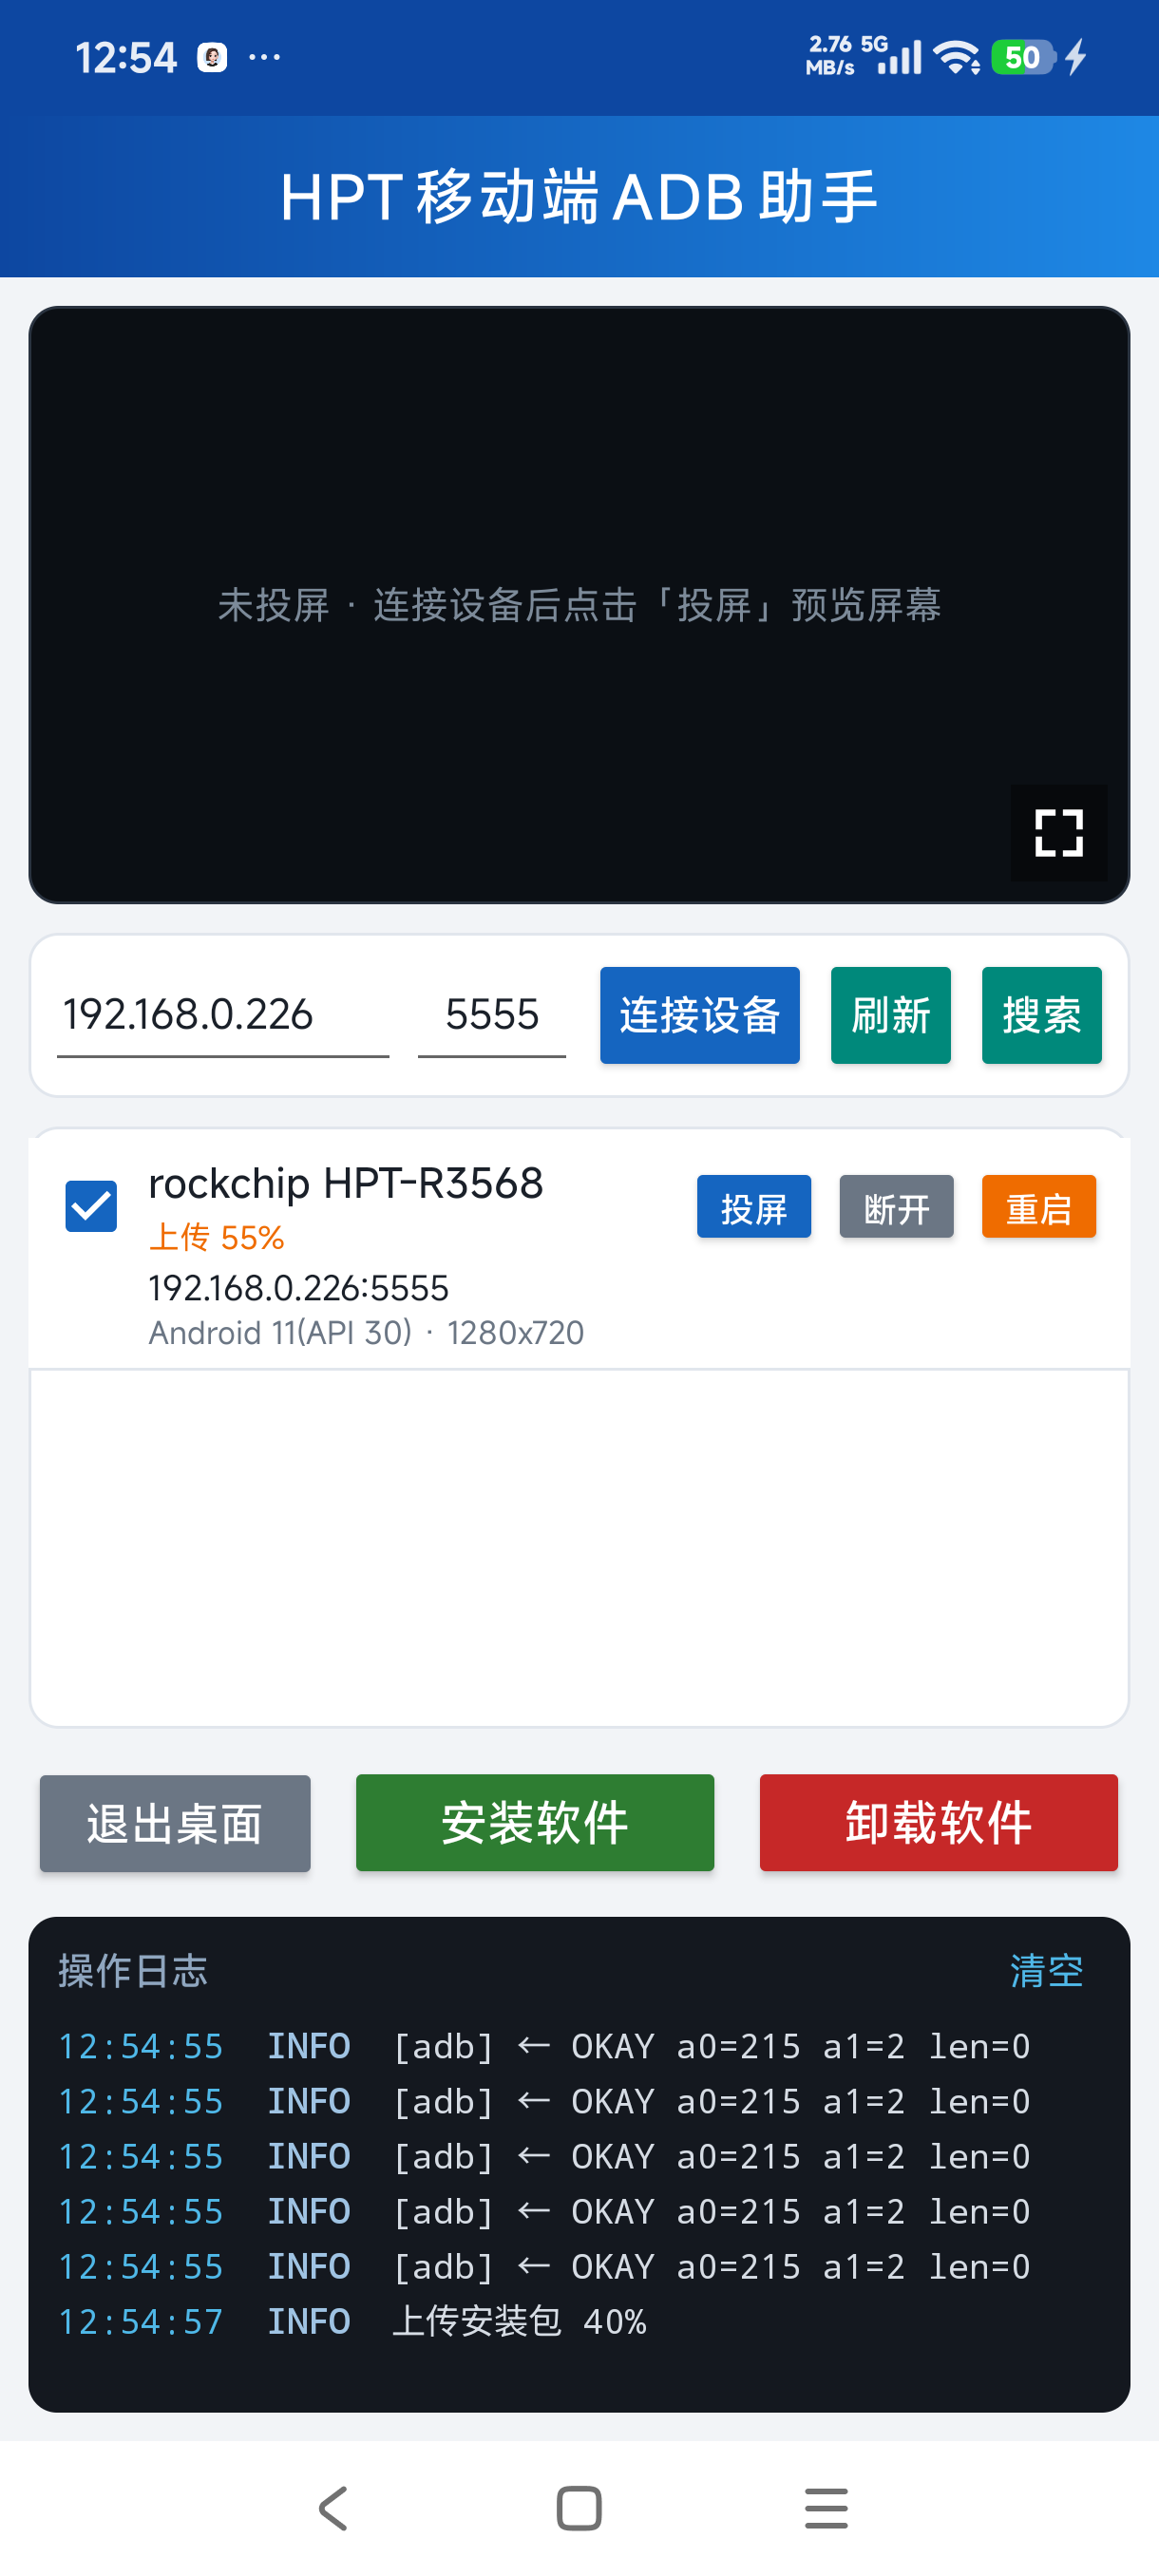 12:54 ...
2.76 MB/s 5G 50
HPT移动端ADB助手
未投屏 · 连接设备后点击「投屏」预览屏幕
192.168.0.226 5555 连接设备 刷新 搜索
rockchip HPT-R3568 投屏 断开 重启
上传 55%
192.168.0.226:5555
Android 11(API 30) · 1280x720
退出桌面 安装软件 卸载软件
操作日志 清空
12:54:55 INFO [adb] ← OKAY a0=215 a1=2 len=0
12:54:55 INFO [adb] ← OKAY a0=215 a1=2 len=0
12:54:55 INFO [adb] ← OKAY a0=215 a1=2 len=0
12:54:55 INFO [adb] ← OKAY a0=215 a1=2 len=0
12:54:55 INFO [adb] ← OKAY a0=215 a1=2 len=0
12:54:57 INFO 上传安装包 40%